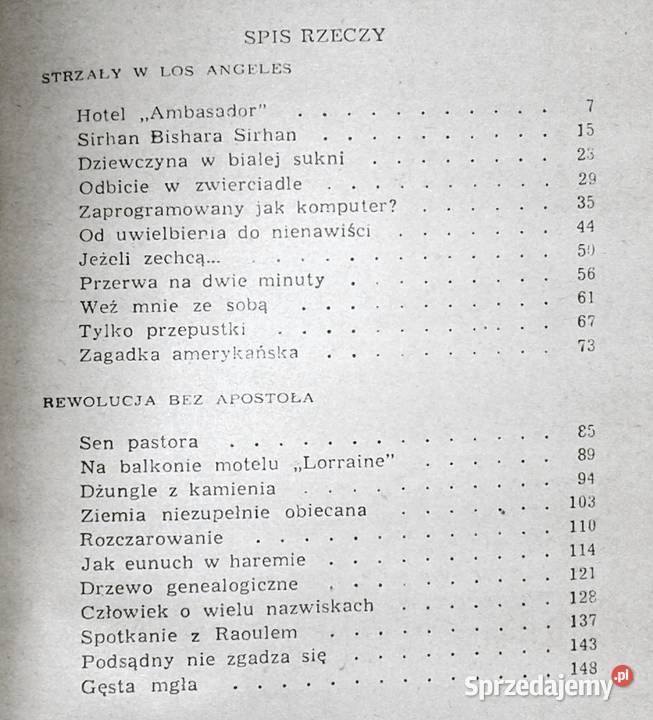 SPIS RZECZY
STRZAŁY W LOS ANGELES
Hotel „Ambasador” . . . . . . . . . . . 7
Sirhan Bishara Sirhan . . . . . . . . . . 15
Dziewczyna w białej sukni . . . . . . . . 23
Odbicie w zwierciadle . . . . . . . . . . 29
Zaprogramowany jak komputer? . . . . . . 35
Od uwielbienia do nienawiści . . . . . . . 44
Jeżeli zechcą... . . . . . . . . . . . . . 50
Przerwa na dwie minuty . . . . . . . . . 56
Weź mnie ze sobą . . . . . . . . . . . 61
Tylko przepustki . . . . . . . . . . . . 67
Zagadka amerykańska . . . . . . . . . . 73
REWOLUCJA BEZ APOSTOŁA
Sen pastora . . . . . . . . . . . . . . 85
Na balkonie motelu „Lorraine” . . . . . . 89
Dżungle z kamienia . . . . . . . . . . . 94
Ziemia niezupełnie obiecana . . . . . . . 103
Rozczarowanie . . . . . . . . . . . . . 110
Jak eunuch w haremie . . . . . . . . . . 114
Drzewo genealogiczne . . . . . . . . . . 121
Człowiek o wielu nazwiskach . . . . . . . 128
Spotkanie z Raoulem . . . . . . . . . . 137
Podsądny nie zgadza się . . . . . . . . . 143
Gęsta mgła . . . . . . . . . . . . . . 148
Sprzedajemy.pl